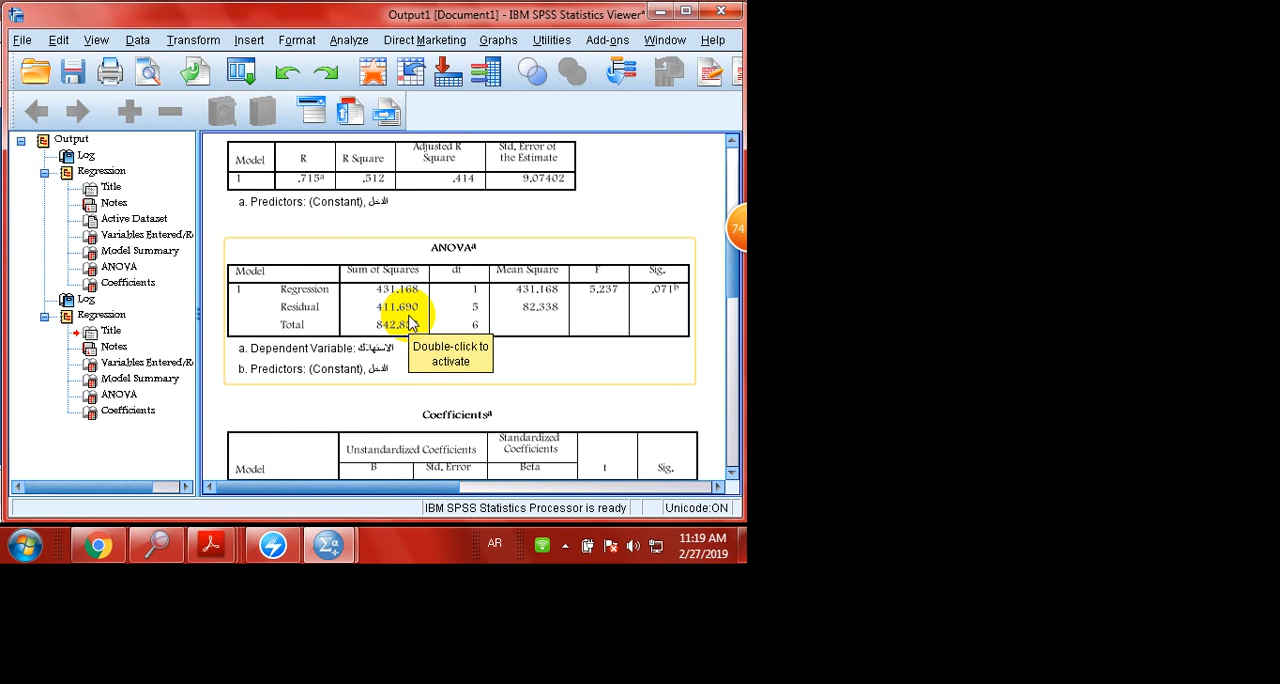 Output1 [Document1] - IBM SPSS Statistics Viewer*
File Edit View Data Transform Insert Format Analyze Direct Marketing Graphs Utilities Add-ons Window Help
Output
Log
Regression
Title
Notes
Active Dataset
Variables Entered/R
Model Summary
ANOVA
Coefficients
Log
Regression
Title
Notes
Variables Entered/R
Model Summary
ANOVA
Coefficients
Model R R Square Adjusted R Square Std. Error of the Estimate
1 .715a .512 .414 9.07402
a. Predictors: (Constant), الدخل
74
ANOVAa
Model Sum of Squares df Mean Square F Sig.
1 Regression 431.168 1 431.168 5.237 .071b
Residual 411.690 5 82.338
Total 6
a. Dependent Variable: الاستهلاك
b. Predictors: (Constant), الدخل
Double-click to
activate
Coefficientsa
Model Unstandardized Coefficients Standardized Coefficients t Sig.
B Std. Error Beta
IBM SPSS Statistics Processor is ready Unicode:ON
AR 11:19 AM
2/27/2019